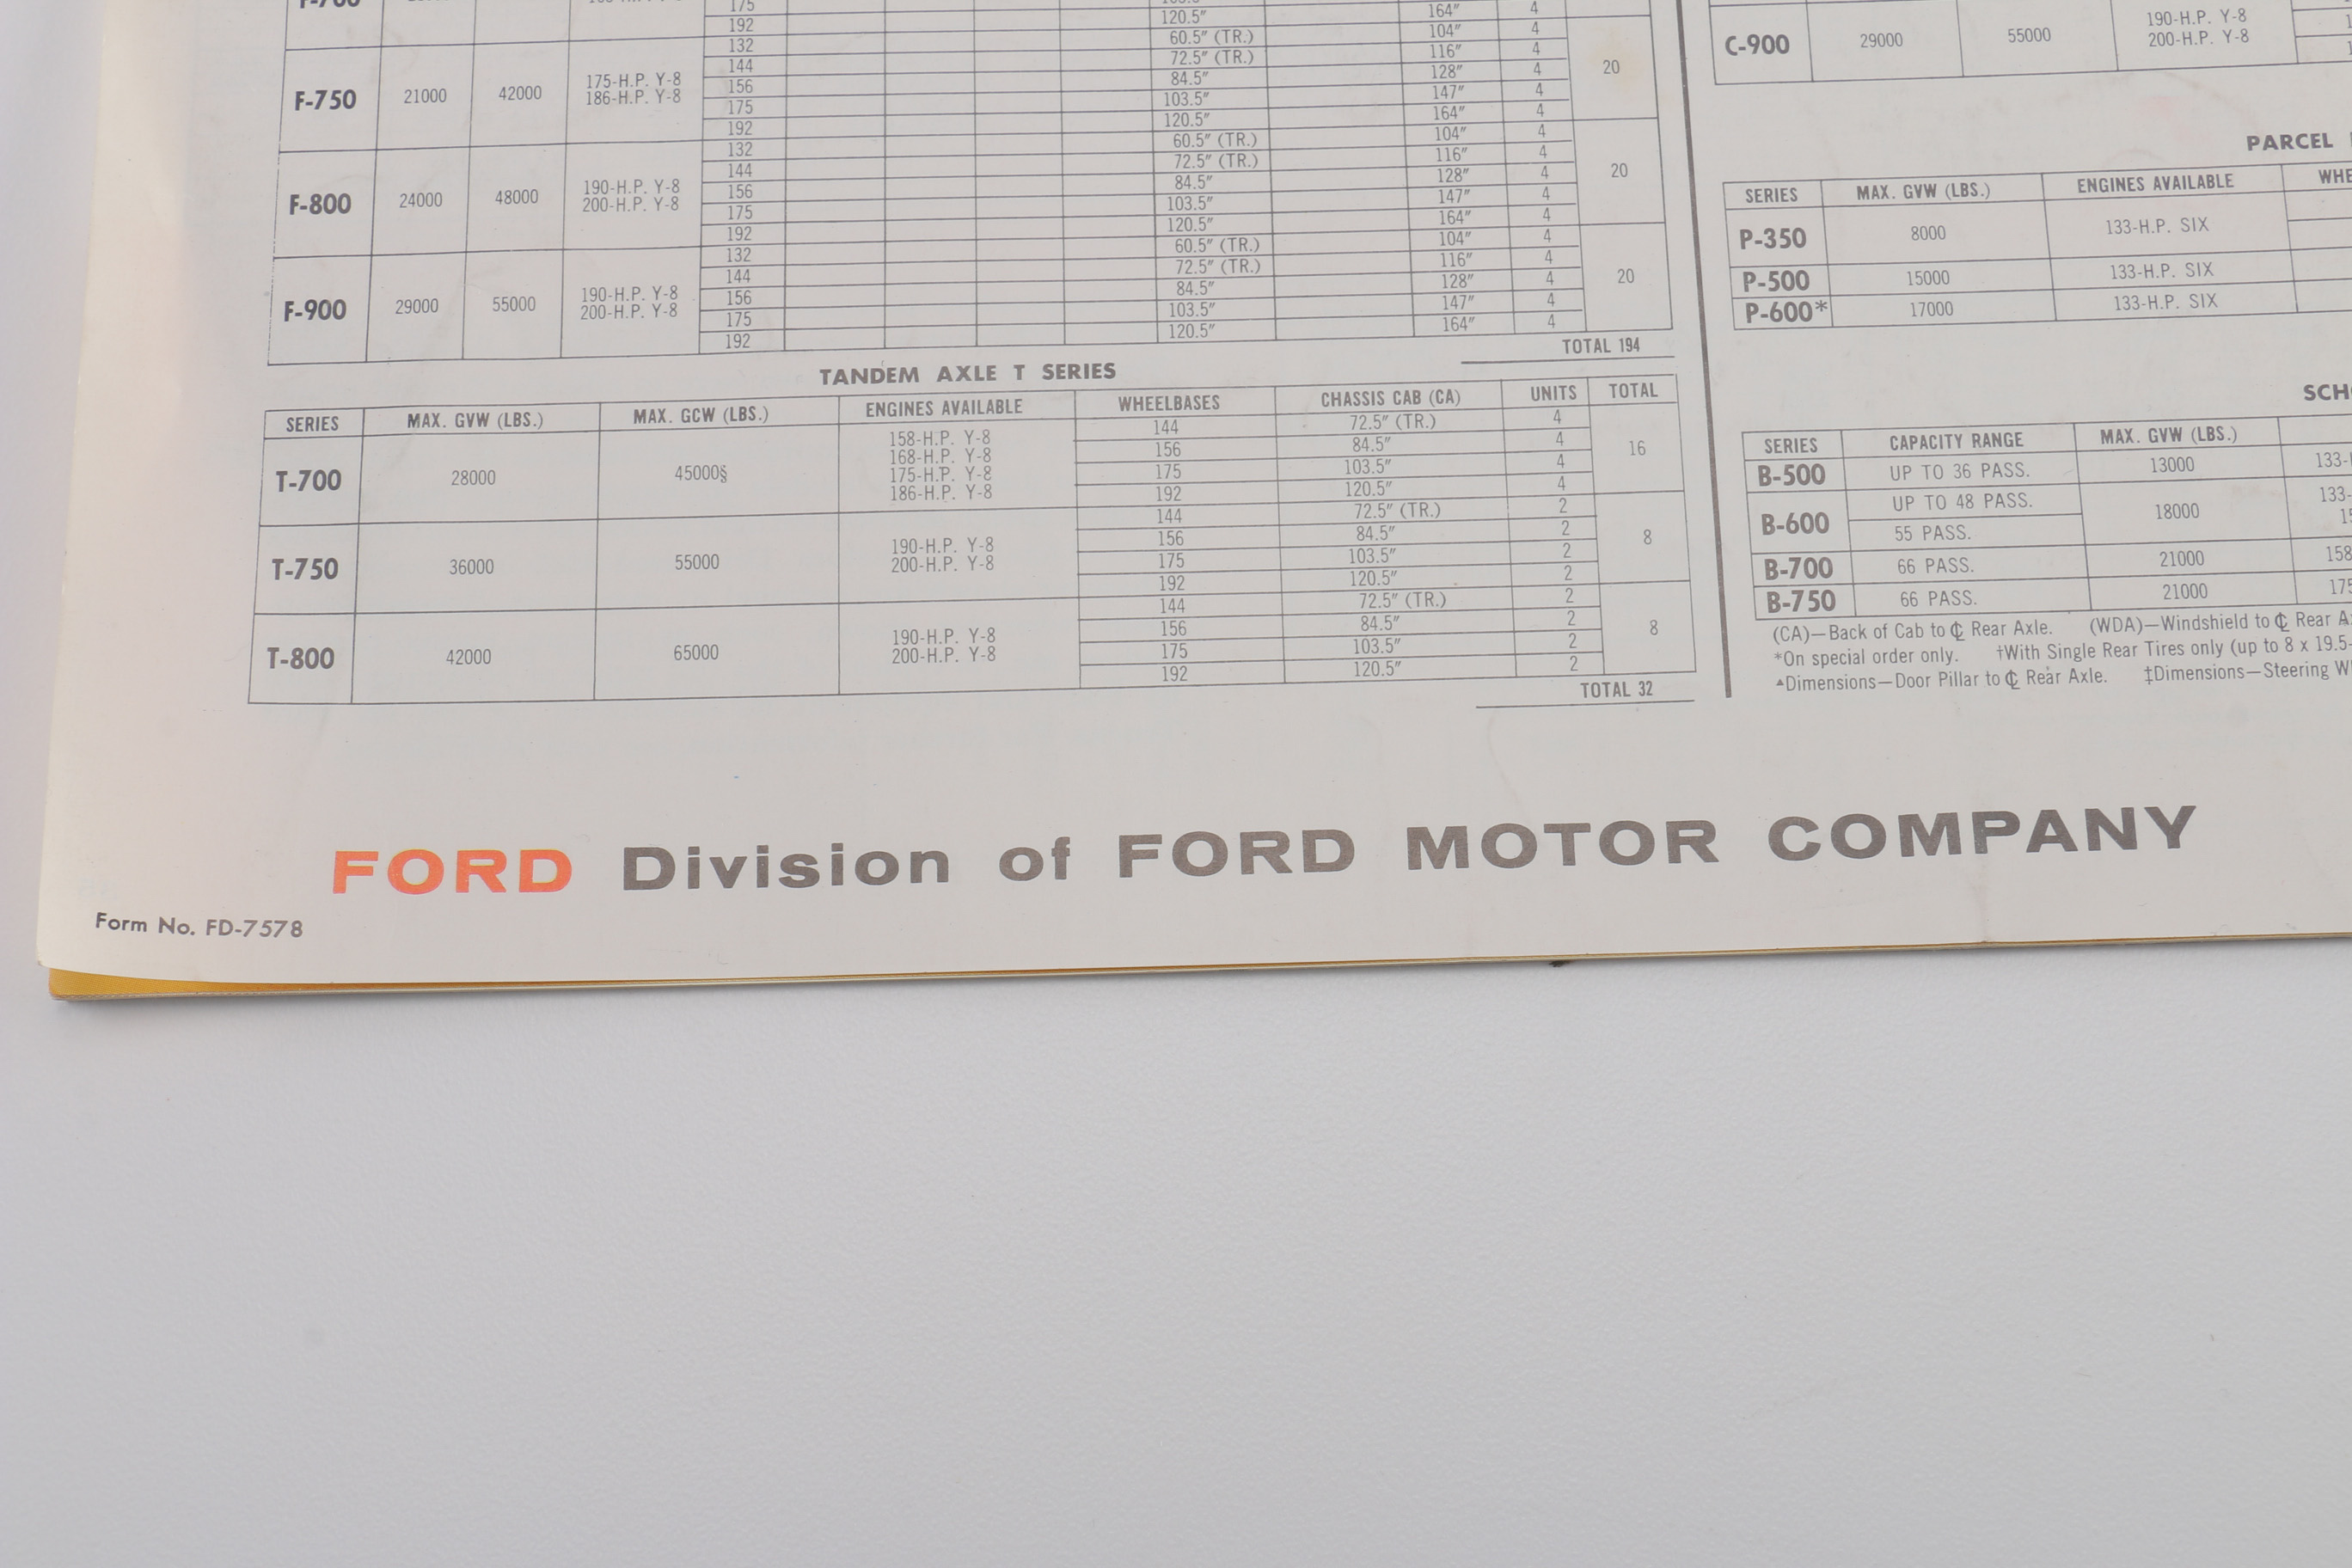 175 164" 4
192 120.5" 164" 4
F-750 21000 42000 175-H.P. Y-8 186-H.P. Y-8 20
132 60.5" (TR.) 104" 4
144 72.5" (TR.) 116" 4
156 84.5" 128" 4
175 103.5" 147" 4
192 120.5" 164" 4
F-800 24000 48000 190-H.P. Y-8 200-H.P. Y-8 20
132 60.5" (TR.) 104" 4
144 72.5" (TR.) 116" 4
156 84.5" 128" 4
175 103.5" 147" 4
192 120.5" 164" 4
F-900 29000 55000 190-H.P. Y-8 200-H.P. Y-8 20
132 60.5" (TR.) 104" 4
144 72.5" (TR.) 116" 4
156 84.5" 128" 4
175 103.5" 147" 4
192 120.5" 164" 4
TOTAL 194
TANDEM AXLE T SERIES
SERIES MAX. GVW (LBS.) MAX. GCW (LBS.) ENGINES AVAILABLE WHEELBASES CHASSIS CAB (CA) UNITS TOTAL
T-700 28000 45000§ 158-H.P. Y-8 168-H.P. Y-8 175-H.P. Y-8 186-H.P. Y-8 16
144 72.5" (TR.) 4
156 84.5" 4
175 103.5" 4
192 120.5" 4
T-750 36000 55000 190-H.P. Y-8 200-H.P. Y-8 8
144 72.5" (TR.) 2
156 84.5" 2
175 103.5" 2
192 120.5" 2
T-800 42000 65000 190-H.P. Y-8 200-H.P. Y-8 8
144 72.5" (TR.) 2
156 84.5" 2
175 103.5" 2
192 120.5" 2
TOTAL 32
C-900 29000 55000 190-H.P. Y-8 200-H.P. Y-8
PARCEL
SERIES MAX. GVW (LBS.) ENGINES AVAILABLE WHE
P-350 8000 133-H.P. SIX
P-500 15000 133-H.P. SIX
P-600* 17000 133-H.P. SIX
SCH
SERIES CAPACITY RANGE MAX. GVW (LBS.)
B-500 UP TO 36 PASS. 13000 133-
B-600 UP TO 48 PASS. 18000 133-
55 PASS. 15
B-700 66 PASS. 21000 158
B-750 66 PASS. 21000 175
(CA)—Back of Cab to ℄ Rear Axle. (WDA)—Windshield to ℄ Rear
*On special order only. †With Single Rear Tires only (up to 8 x 19.5-
▲Dimensions—Door Pillar to ℄ Rear Axle. ‡Dimensions—Steering W
FORD Division of FORD MOTOR COMPANY
Form No. FD-7578